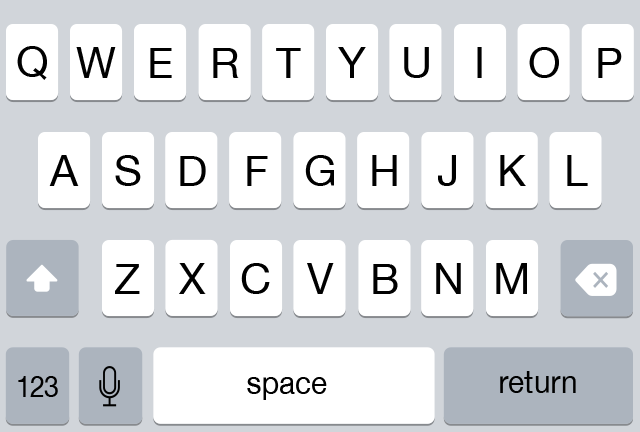 Q W E R T Y U I O P
A S D F G H J K L
Z X C V B N M
123 space return